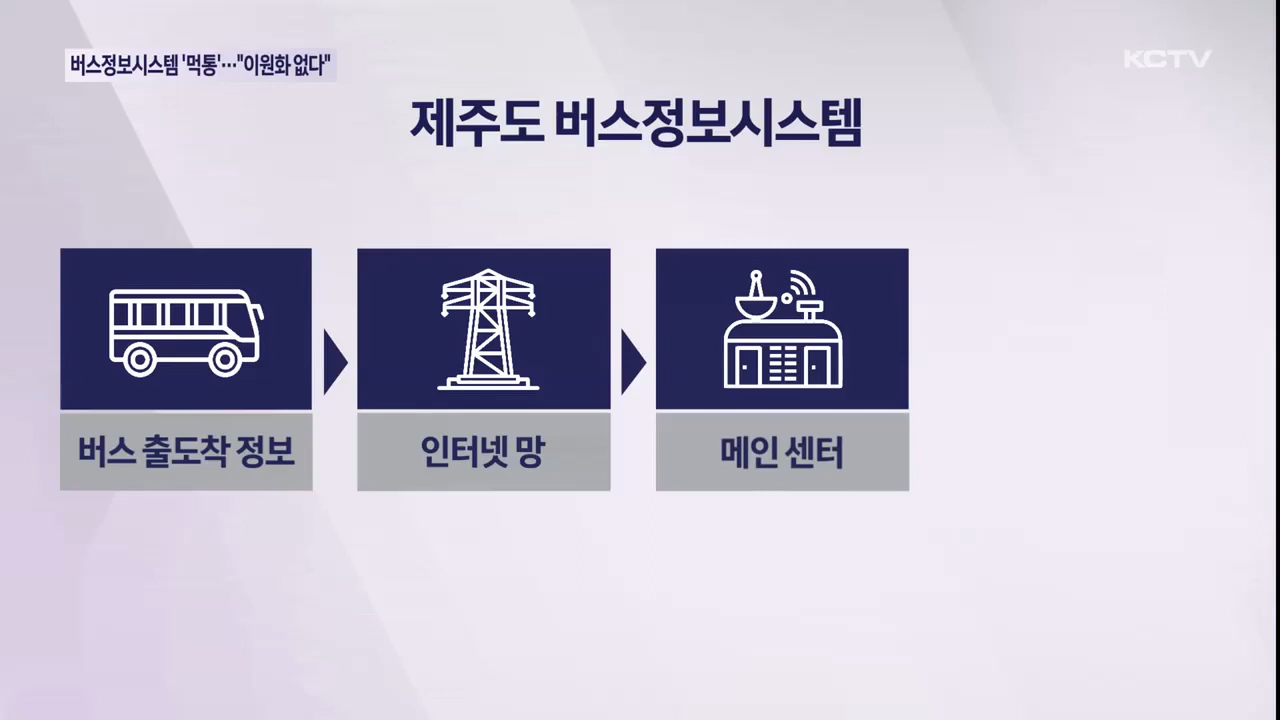 버스정보시스템 '먹통'…"이원화 없다"
KCTV
제주도 버스정보시스템
버스 출도착 정보
인터넷 망
메인 센터